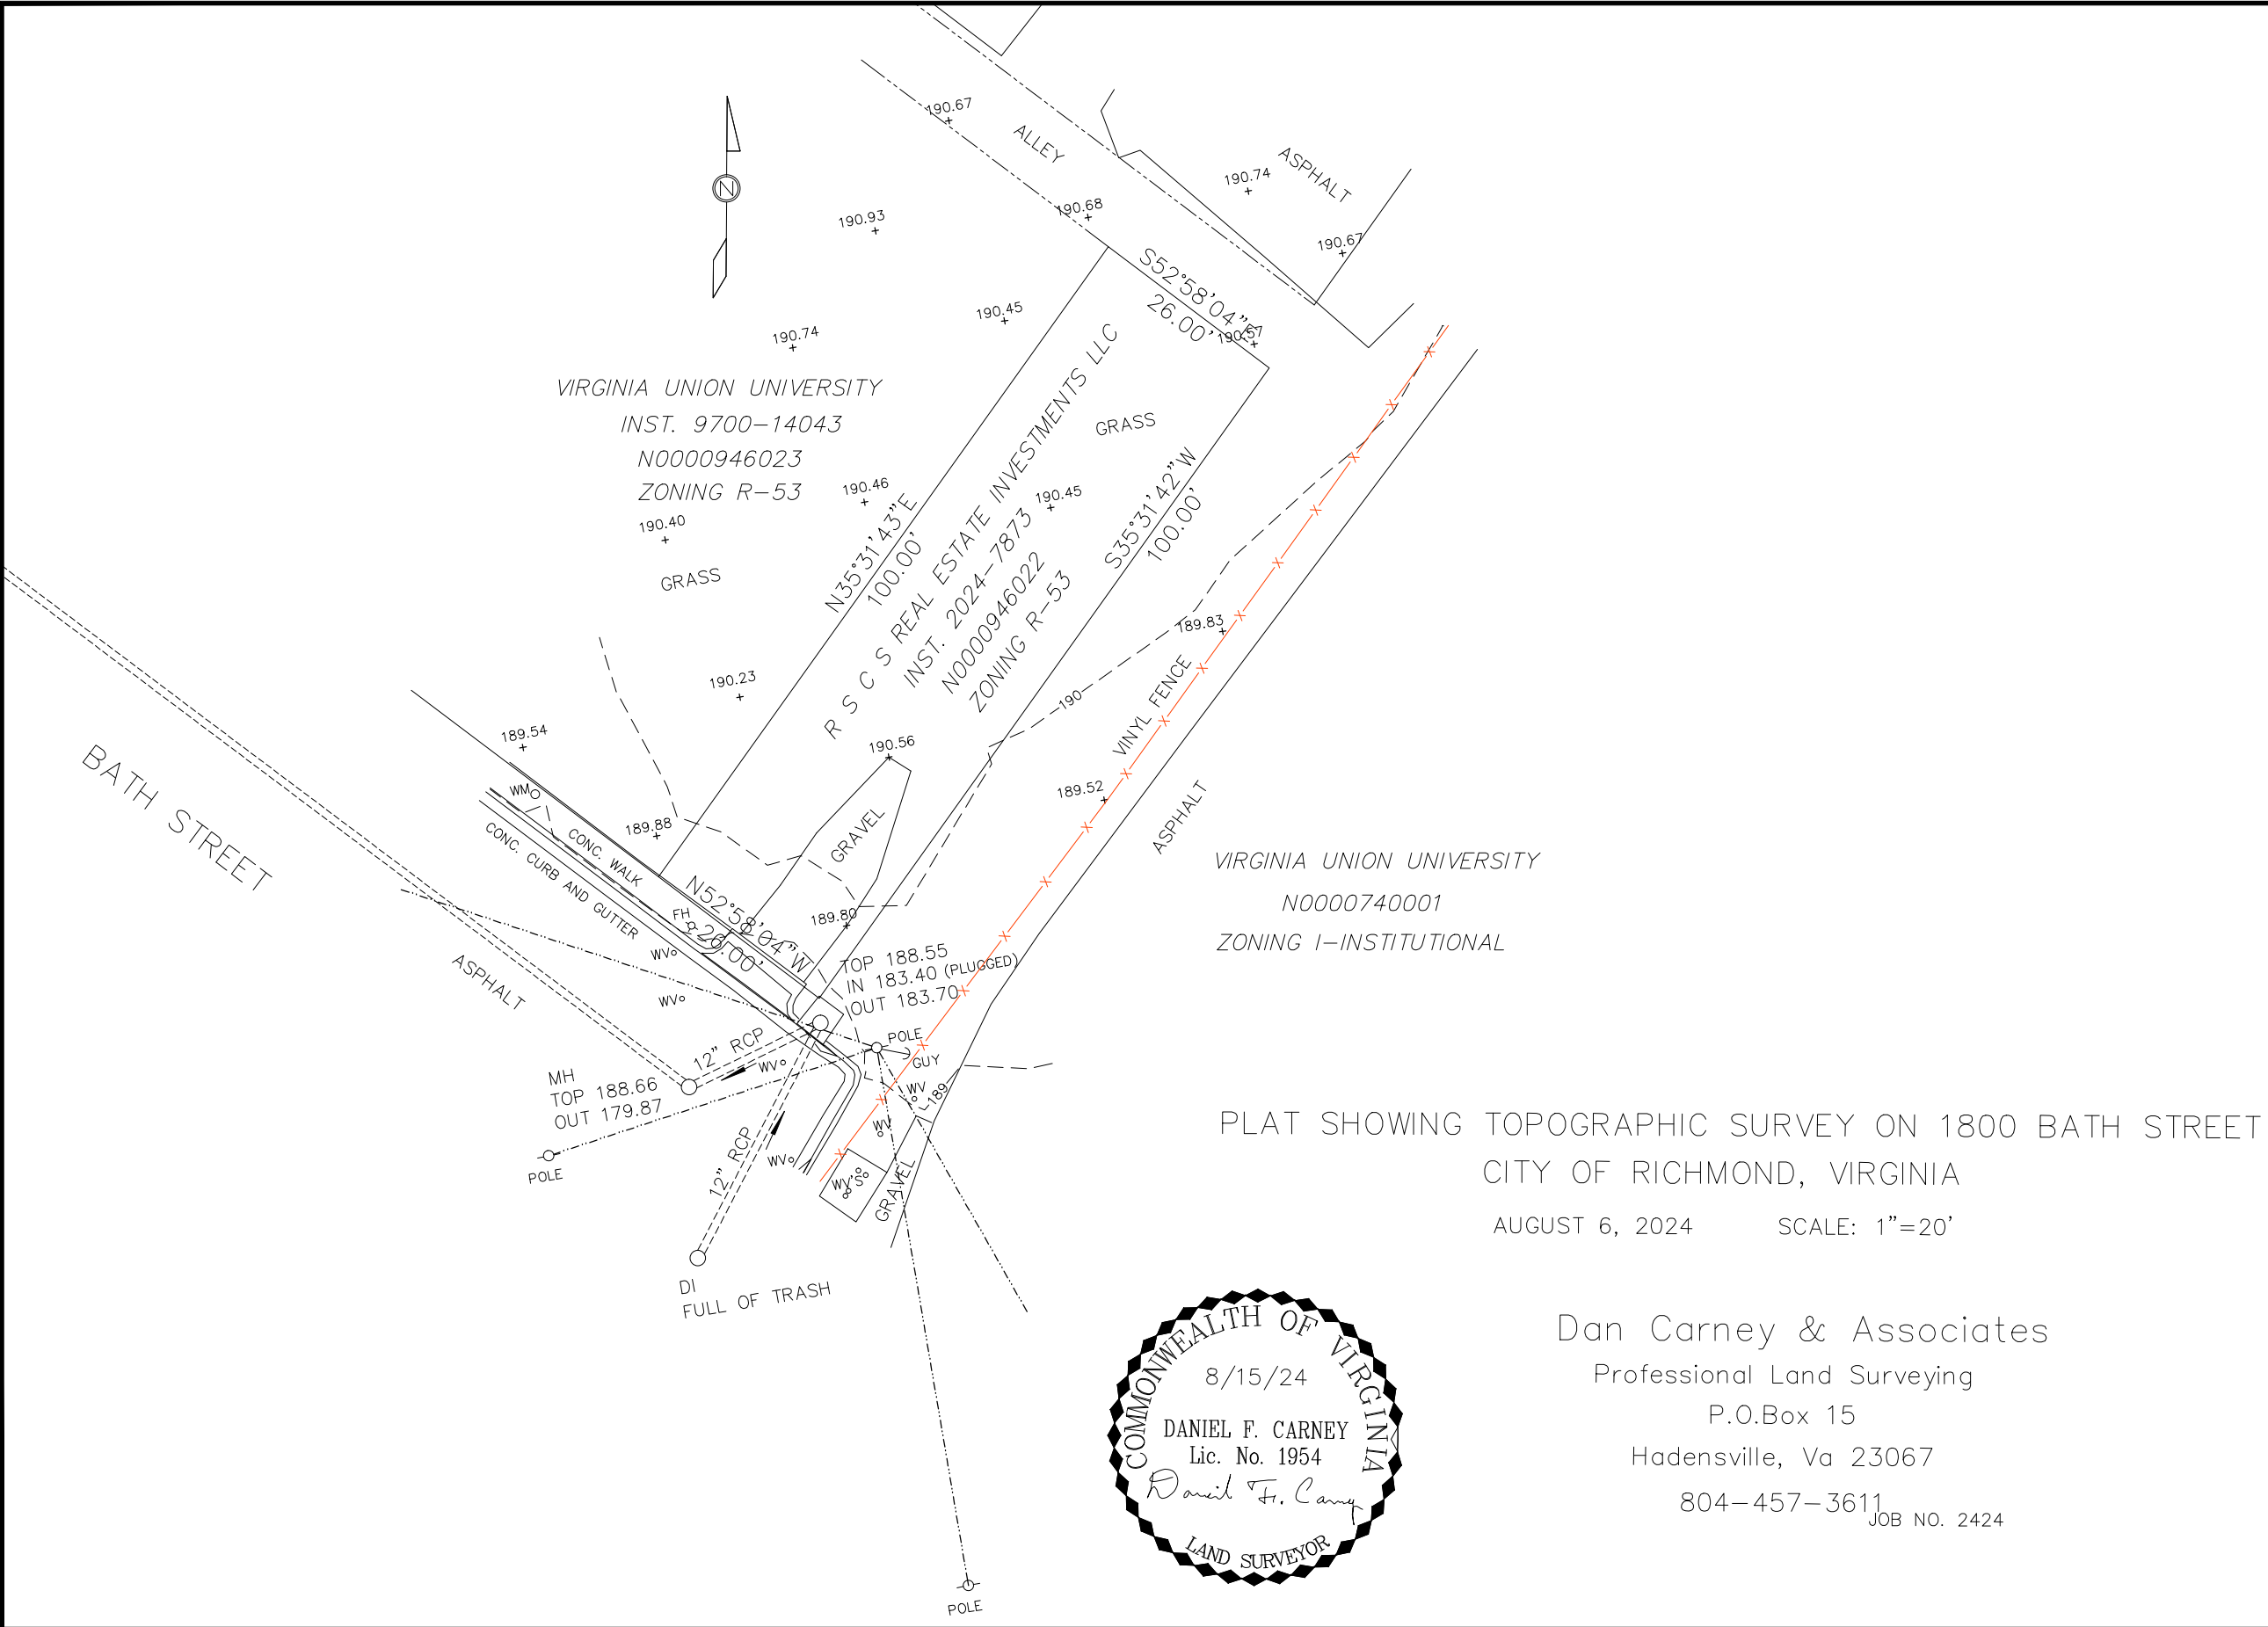 190.67
ALLEY
ASPHALT
190.74
190.68
190.67
N
190.93
S52°58'04"E
26.00'
190.57
190.45
190.74
VIRGINIA UNION UNIVERSITY
INST. 9700-14043
N0000946023
ZONING R-53
GRASS
190.46
190.45
190.40
GRASS
N35°31'43"E
100.00'
R S C S REAL ESTATE INVESTMENTS LLC
INST. 2024-7873
N0000946022
ZONING R-53
S35°31'42"W
100.00'
189.83
190.23
190
VINYL FENCE
189.54
190.56
BATH STREET
WM
189.52
ASPHALT
189.88
GRAVEL
CONC. WALK
CONC. CURB AND GUTTER
VIRGINIA UNION UNIVERSITY
N0000740001
ZONING I-INSTITUTIONAL
N52°58'04"W
26.00'
FH
189.80
WV
ASPHALT
WV
TOP 188.55
IN 183.40 (PLUGGED)
OUT 183.70
POLE
GUY
12" RCP
WV
MH
TOP 188.66
OUT 179.87
WV
189
WV
12" RCP
WV
WV'S
GRAVEL
POLE
DI
FULL OF TRASH
POLE
PLAT SHOWING TOPOGRAPHIC SURVEY ON 1800 BATH STREET
CITY OF RICHMOND, VIRGINIA
AUGUST 6, 2024 SCALE: 1"=20'
COMMONWEALTH OF VIRGINIA
8/15/24
DANIEL F. CARNEY
Lic. No. 1954
Daniel F. Carney
LAND SURVEYOR
Dan Carney & Associates
Professional Land Surveying
P.O.Box 15
Hadensville, Va 23067
804-457-3611
JOB NO. 2424